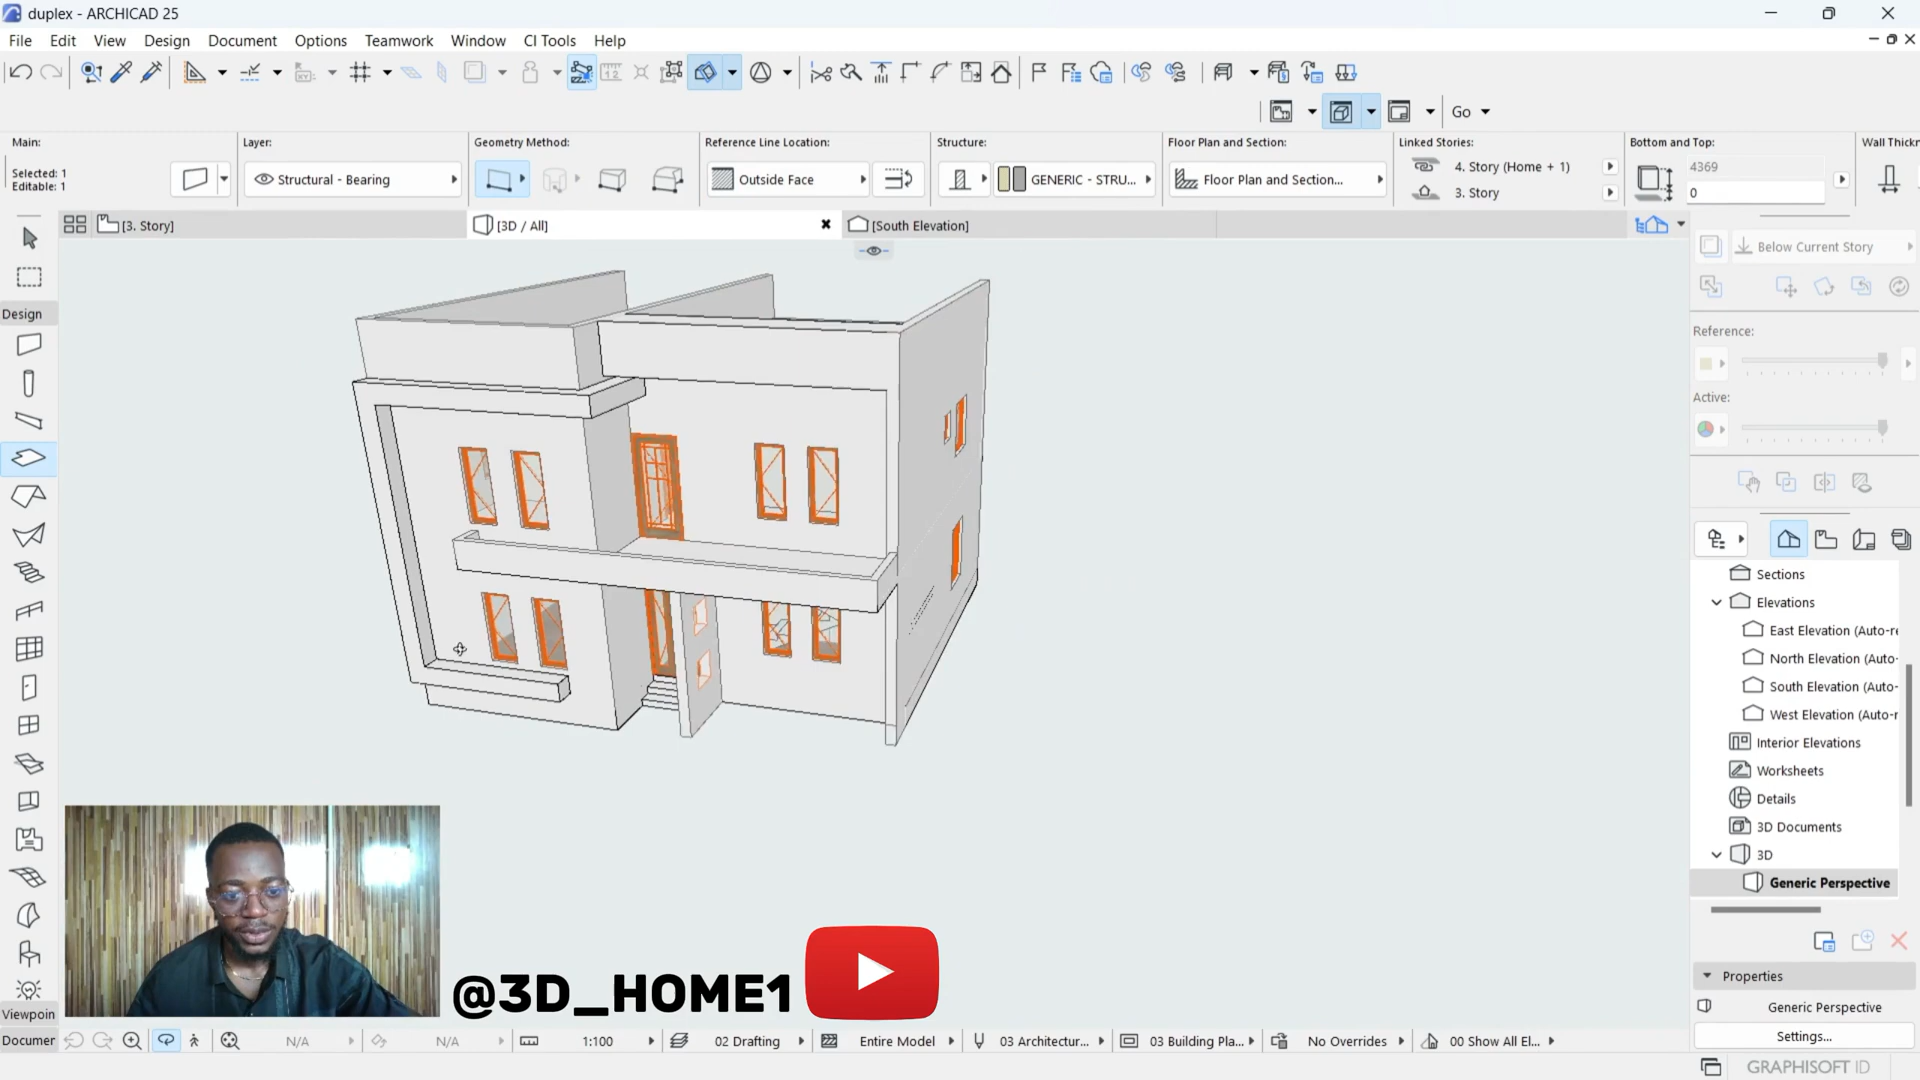 duplex - ARCHICAD 25
File Edit View Design Document Options Teamwork Window CI Tools Help
Go
Main:
Selected: 1
Editable: 1
Layer:
Structural - Bearing
Geometry Method:
Reference Line Location:
Outside Face
Structure:
GENERIC - STRU...
Floor Plan and Section:
Floor Plan and Section...
Linked Stories:
4. Story (Home + 1)
3. Story
Bottom and Top:
4369
0
[3. Story]
[3D / All]
[South Elevation]
Below Current Story
Design
Reference:
Active:
Sections
Elevations
East Elevation (Auto-re
North Elevation (Auto-
South Elevation (Auto-
West Elevation (Auto-r
Interior Elevations
Worksheets
Details
3D Documents
3D
Generic Perspective
Properties
Generic Perspective
Settings...
@3D_HOME1
Viewpoin
Documer
N/A
N/A
1:100
02 Drafting
Entire Model
03 Architectur...
03 Building Pla...
No Overrides
00 Show All El...
GRAPHISOFT ID